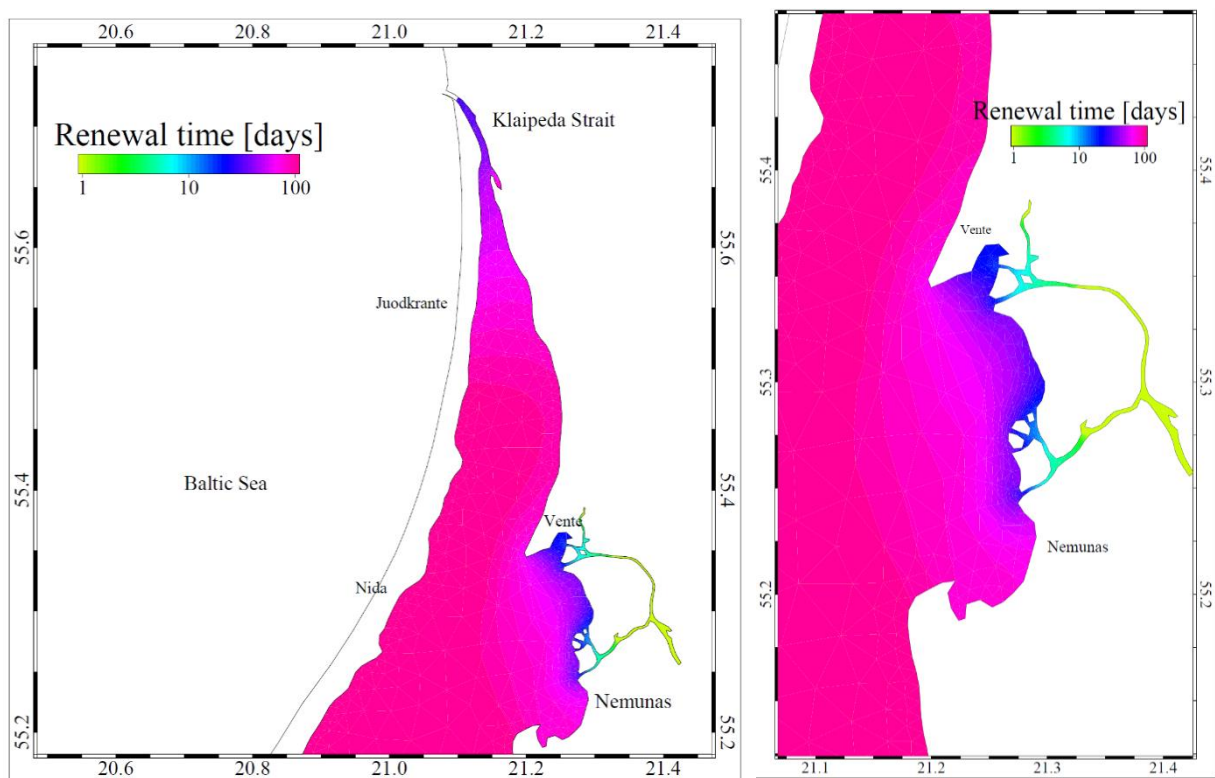 20.6 20.8 21.0 21.2 21.4
Klaipeda Strait
Renewal time [days]
1 10 100
55.6 55.6
Juodkrante
Baltic Sea
55.4 55.4
Vente
Nida
Nemunas
55.2 55.2
20.6 20.8 21.0 21.2 21.4
Renewal time [days]
1 10 100
55.4 55.4
Vente
55.3 55.3
Nemunas
55.2 55.2
21.1 21.2 21.3 21.4